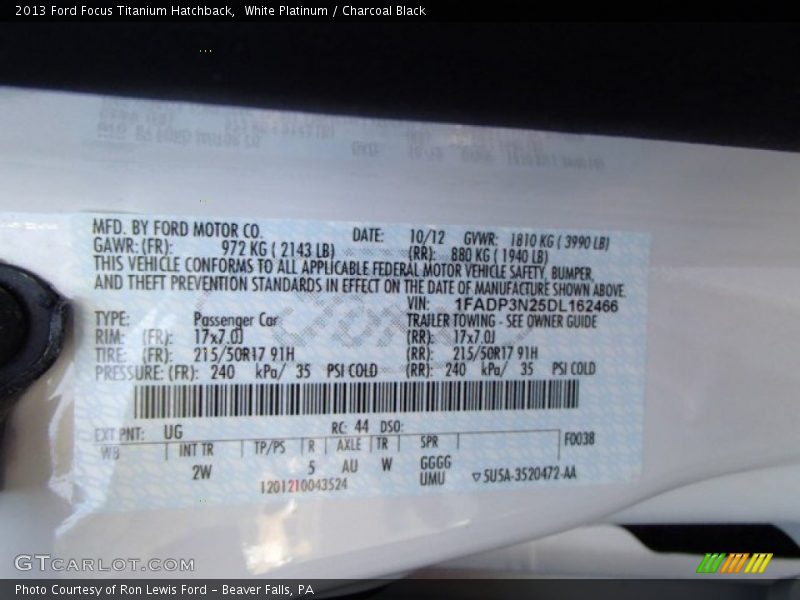 2013 Ford Focus Titanium Hatchback,  White Platinum / Charcoal Black
MFD. BY FORD MOTOR CO. DATE: 10/12 GVWR: 1810 KG ( 3990 LB)
GAWR: (FR): 972 KG ( 2143 LB) (RR): 880 KG ( 1940 LB)
THIS VEHICLE CONFORMS TO ALL APPLICABLE FEDERAL MOTOR VEHICLE SAFETY, BUMPER,
AND THEFT PREVENTION STANDARDS IN EFFECT ON THE DATE OF MANUFACTURE SHOWN ABOVE.
VIN: 1FADP3N25DL162466
TYPE: Passenger Car TRAILER TOWING - SEE OWNER GUIDE
RIM: (FR): 17x7.0J (RR): 17x7.0J
TIRE: (FR): 215/50R17 91H (RR): 215/50R17 91H
PRESSURE: (FR): 240 kPa/ 35 PSI COLD (RR): 240 kPa/ 35 PSI COLD
EXT PNT: UG RC: 44 DSO:
WB INT TR TP/PS R AXLE TR SPR F0038
2W 5 AU W GGGG
1201210043524 UMU ▽5U5A-3520472-AA
GTCARLOT.COM
Photo Courtesy of Ron Lewis Ford – Beaver Falls, PA